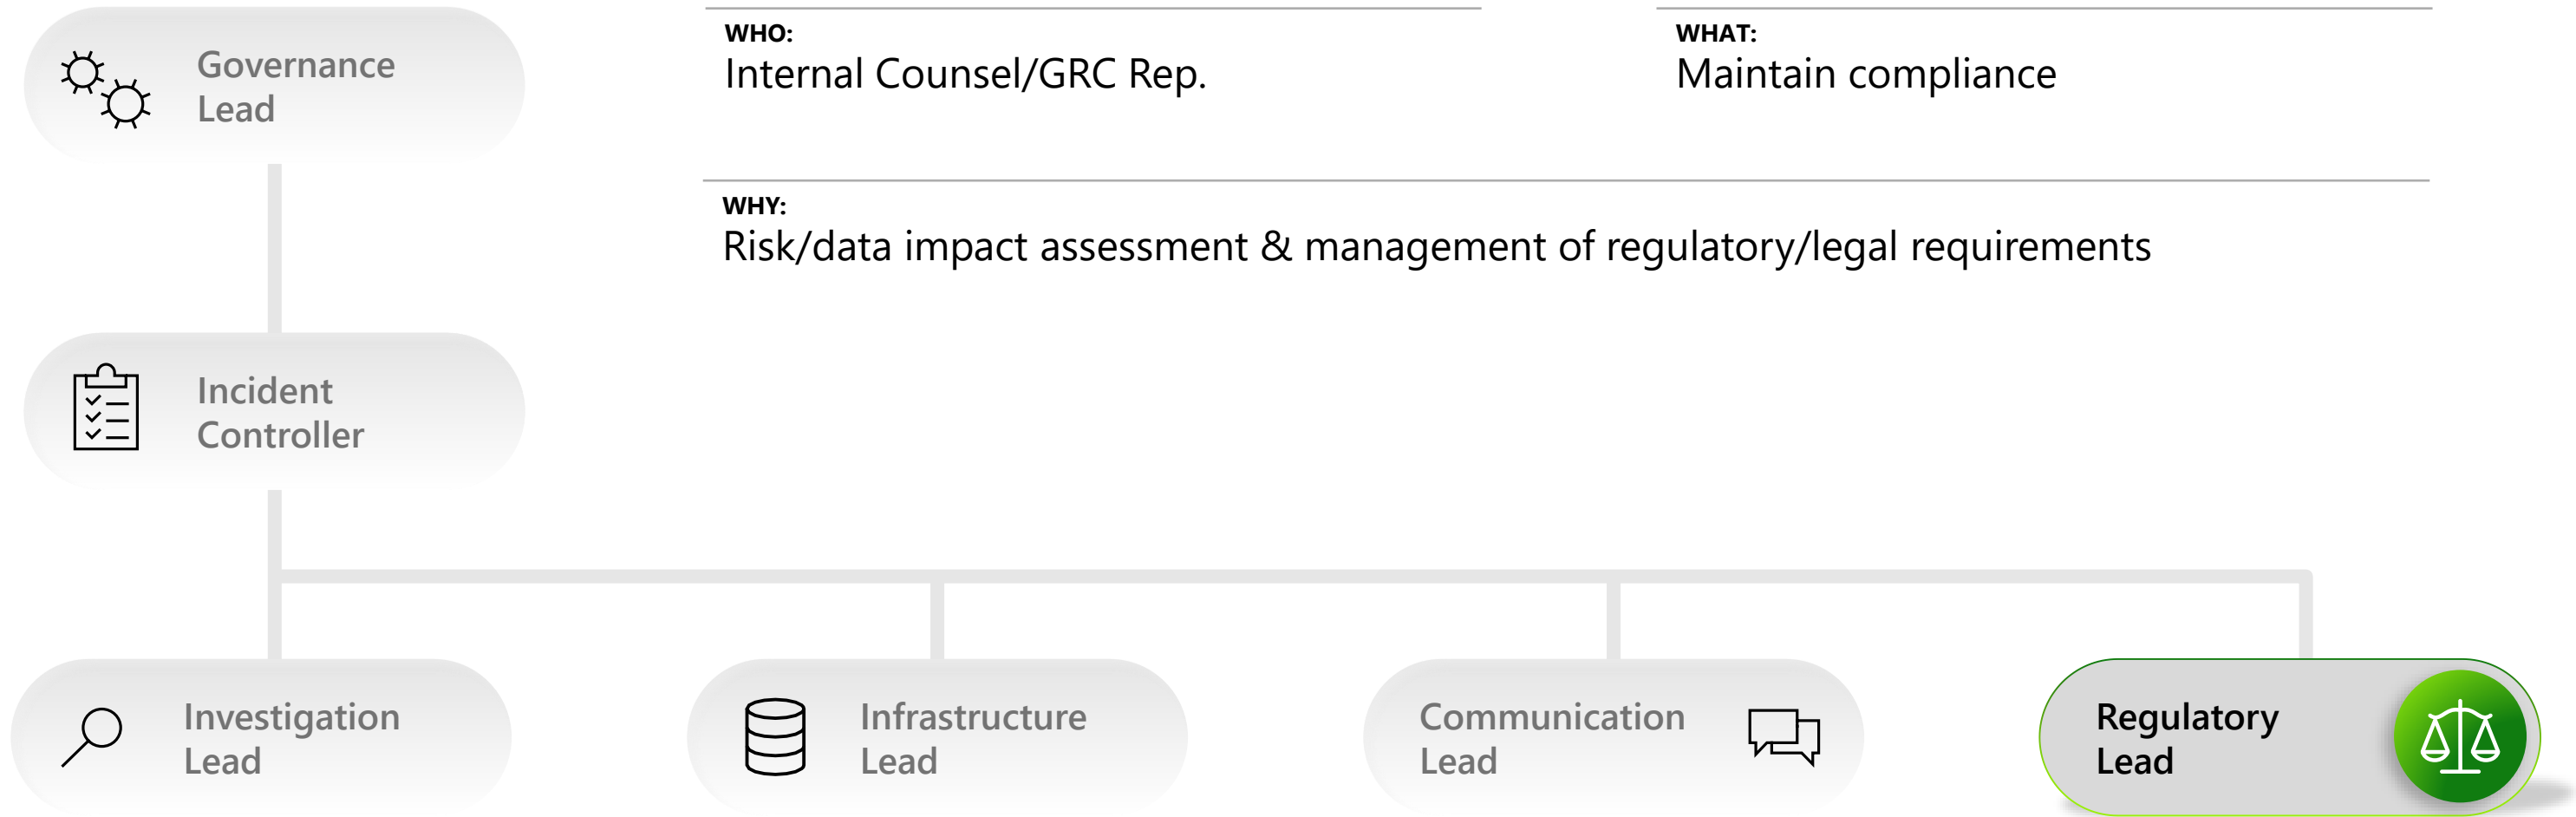 Governance
Lead
WHO:
Internal Counsel/GRC Rep.
WHAT:
Maintain compliance
WHY:
Risk/data impact assessment & management of regulatory/legal requirements
Incident
Controller
Investigation
Lead
Infrastructure
Lead
Communication
Lead
Regulatory
Lead